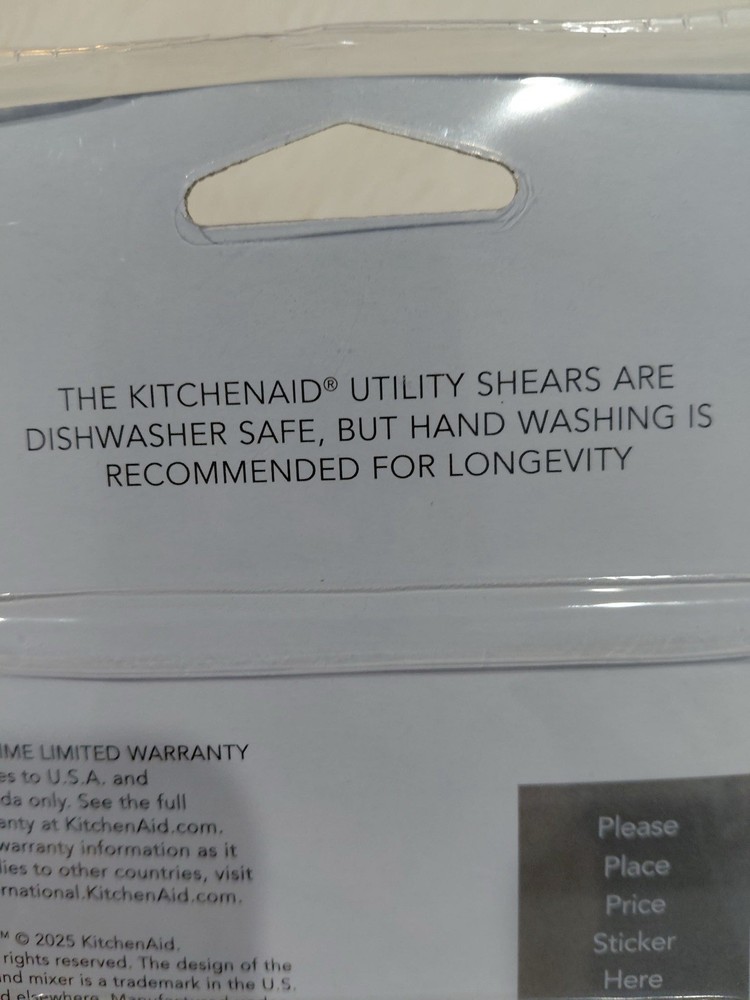 THE KITCHENAID® UTILITY SHEARS ARE
DISHWASHER SAFE, BUT HAND WASHING IS
RECOMMENDED FOR LONGEVITY
IME LIMITED WARRANTY
es to U.S.A. and
da only. See the full
anty at KitchenAid.com.
warranty information as it
lies to other countries, visit
rnational.KitchenAid.com.
™ © 2025 KitchenAid.
rights reserved. The design of the
nd mixer is a trademark in the U.S.
d elsewhere.
Please
Place
Price
Sticker
Here